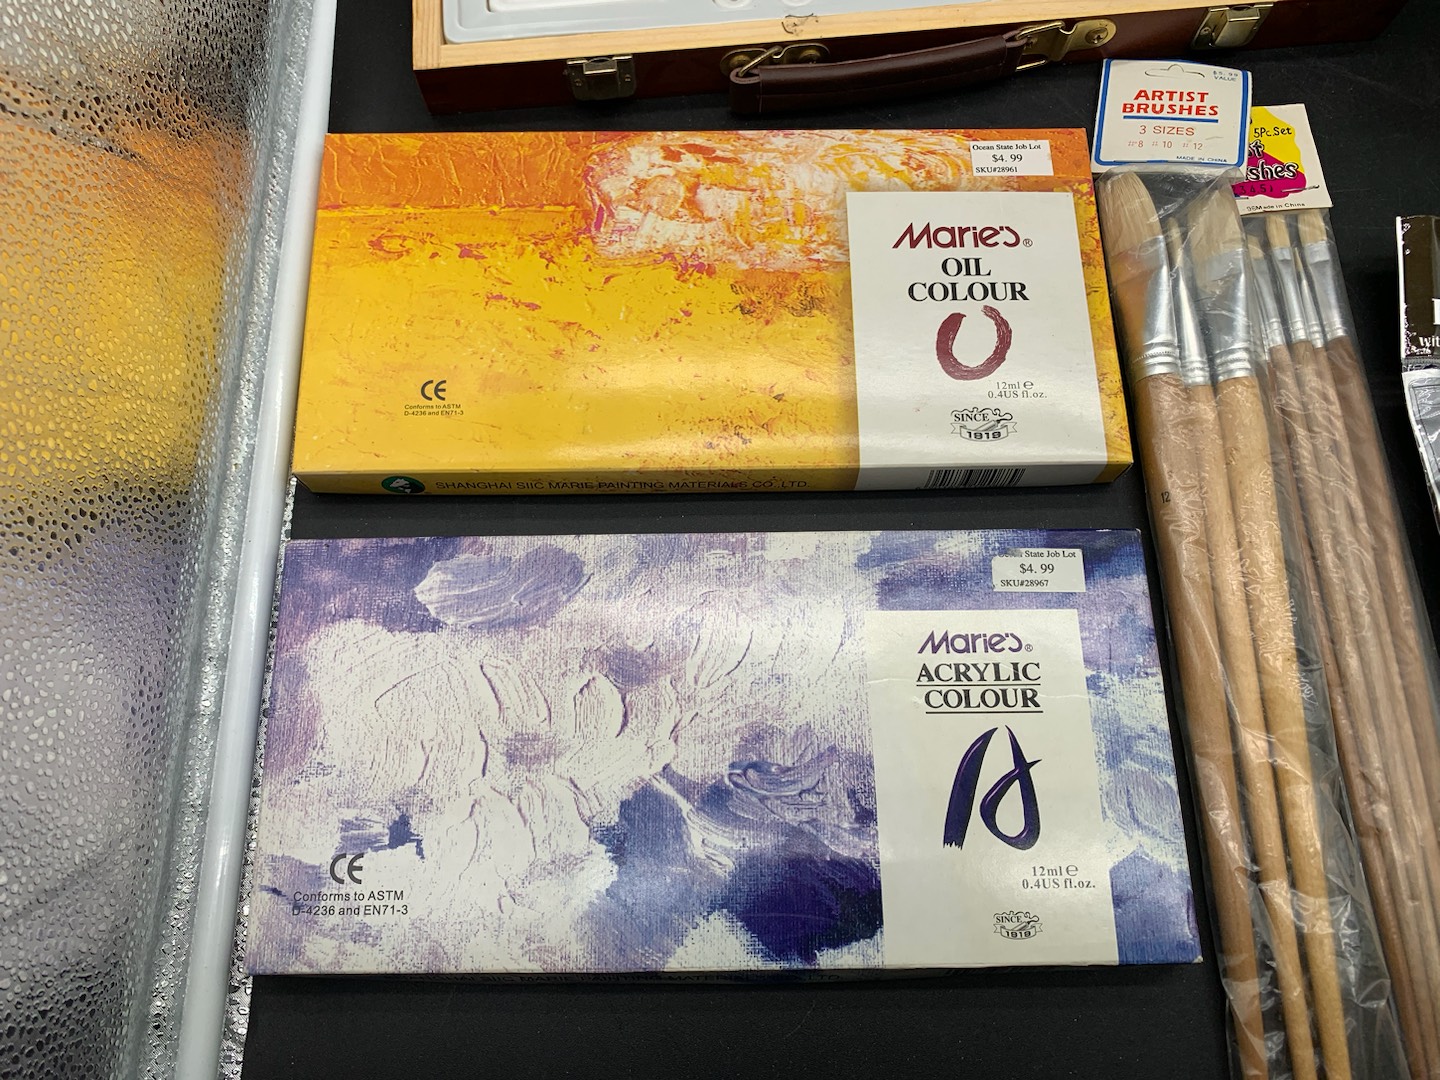 Ocean State Job Lot
$4.99
SKU#28961
Marie's®
OIL
COLOUR
12ml e
0.4US fl.oz.
SINCE
1919
CE
Conforms to ASTM
D-4236 and EN71-3
SHANGHAI SIIC MARIE PAINTING MATERIALS CO.,LTD.
State Job Lot
$4.99
SKU#28967
Marie's®
ACRYLIC
COLOUR
12ml e
0.4US fl.oz.
SINCE
1919
CE
Conforms to ASTM
D-4236 and EN71-3
$5.99
VALUE
ARTIST
BRUSHES
3 SIZES
#8 #10 #12
MADE IN CHINA
5Pc.Set
Made in China
12